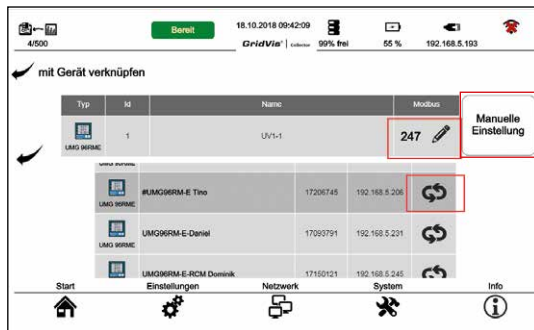 4/500
Bereit
18.10.2018 09:42:09
GridVis® | Collector
99% frei
55 %
192.168.5.193
mit Gerät verknüpfen
Typ Id Name Modbus
UMG 96RME 1 UV1-1 247
Manuelle
Einstellung
UMG 96RME
UMG 96RME #UMG96RM-E Tino 17206745 192.168.5.206
UMG 96RME UMG96RM-E-Daniel 17093791 192.168.5.231
UMG96RM-E-RCM Dominik 17150121 192.168.5.245
Start Einstellungen Netzwerk System Info